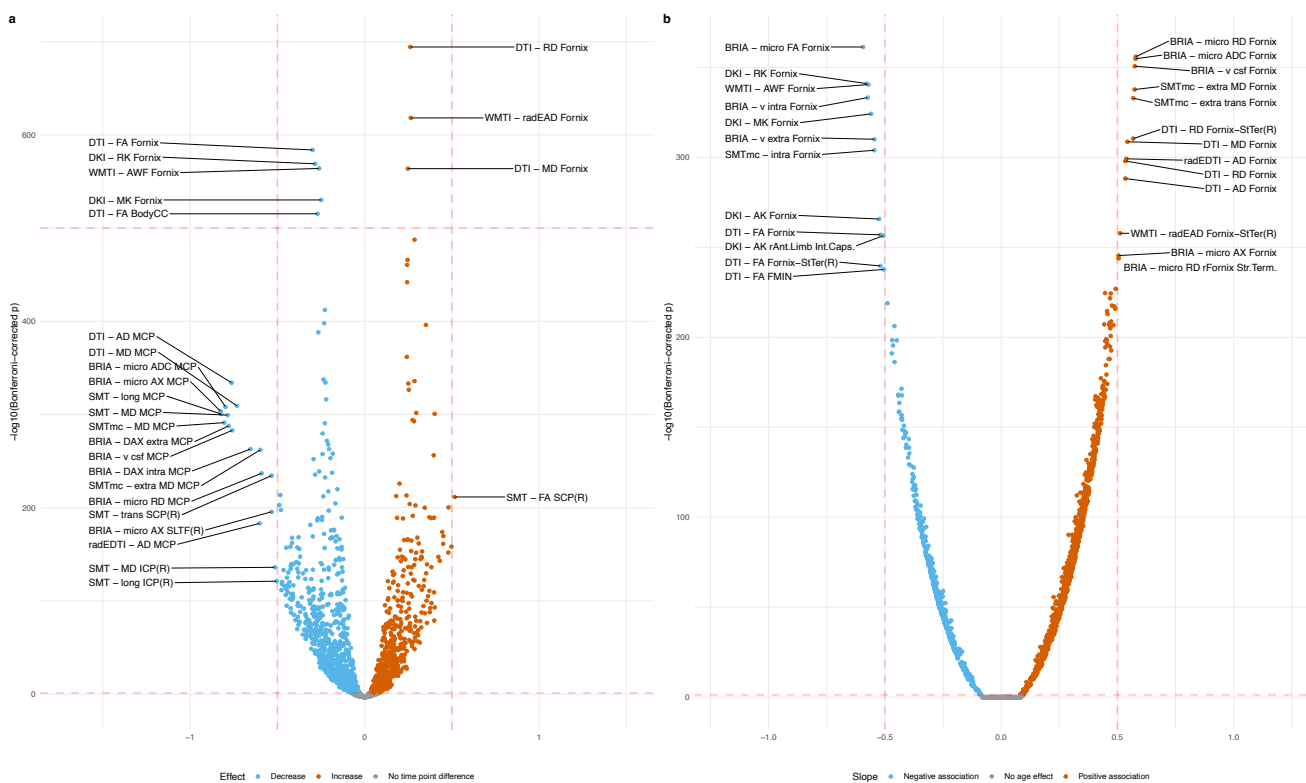 a
DTI − RD Fornix
WMTI − radEAD Fornix
DTI − FA Fornix
DKI − RK Fornix
WMTI − AWF Fornix
DTI − MD Fornix
DKI − MK Fornix
DTI − FA BodyCC
DTI − AD MCP
DTI − MD MCP
BRIA − micro ADC MCP
BRIA − micro AX MCP
SMT − long MCP
SMT − MD MCP
SMTmc − MD MCP
BRIA − DAX extra MCP
BRIA − v csf MCP
BRIA − DAX intra MCP
SMTmc − extra MD MCP
BRIA − micro RD MCP
SMT − trans SCP(R)
BRIA − micro AX SLTF(R)
radEDTI − AD MCP
SMT − MD ICP(R)
SMT − long ICP(R)
SMT − FA SCP(R)
600
400
200
0
−log10(Bonferroni−corrected p)
−1
0
1
Effect
Decrease
Increase
No time point difference
b
BRIA − micro FA Fornix
DKI − RK Fornix
WMTI − AWF Fornix
BRIA − v intra Fornix
DKI − MK Fornix
BRIA − v extra Fornix
SMTmc − intra Fornix
DKI − AK Fornix
DTI − FA Fornix
DKI − AK rAnt.Limb Int.Caps.
DTI − FA Fornix−StTer(R)
DTI − FA FMIN
BRIA − micro RD Fornix
BRIA − micro ADC Fornix
BRIA − v csf Fornix
SMTmc − extra MD Fornix
SMTmc − extra trans Fornix
DTI − RD Fornix−StTer(R)
DTI − MD Fornix
radEDTI − AD Fornix
DTI − RD Fornix
DTI − AD Fornix
WMTI − radEAD Fornix−StTer(R)
BRIA − micro AX Fornix
BRIA − micro RD rFornix Str.Term.
300
200
100
0
−log10(Bonferroni−corrected p)
−1.0
−0.5
0.0
0.5
1.0
Slope
Negative association
No age effect
Positive association